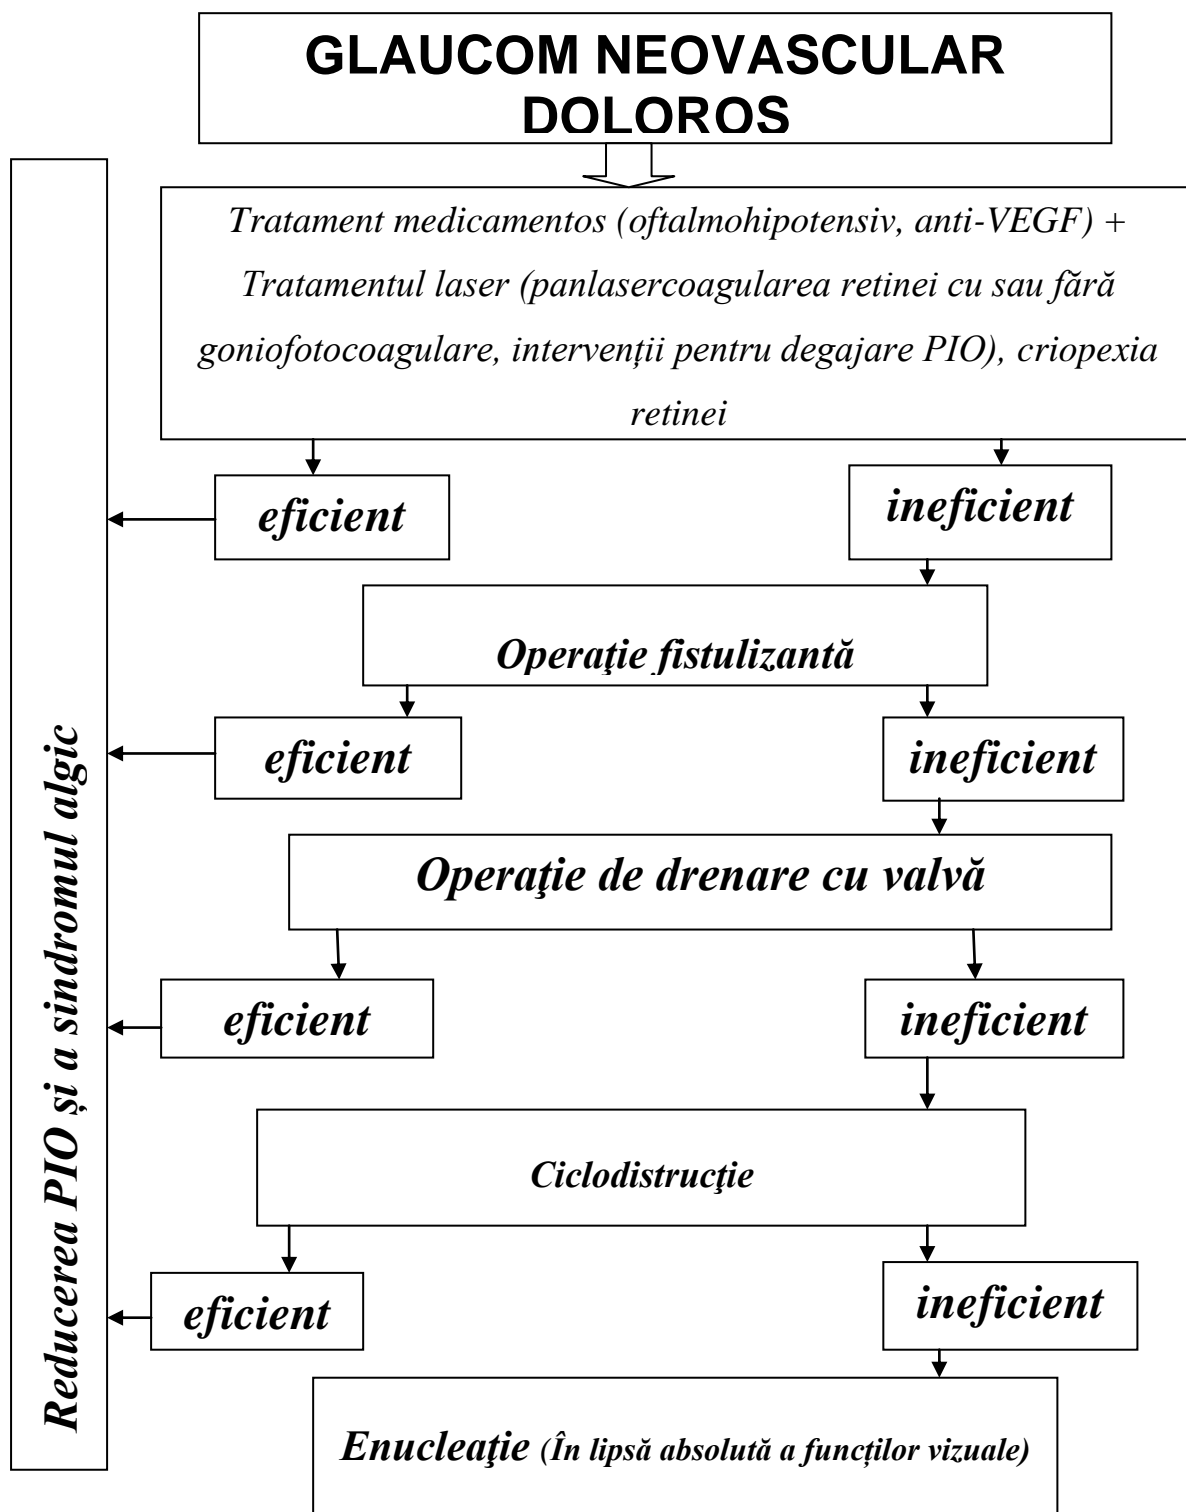 GLAUCOM NEOVASCULAR
DOLOROS
Tratament medicamentos (oftalmohipotensiv, anti-VEGF) +
Tratamentul laser (panlasercoagularea retinei cu sau fără
goniofotocoagulare, intervenții pentru degajare PIO), criopexia
retinei
eficient
ineficient
Operaţie fistulizantă
eficient
ineficient
Operaţie de drenare cu valvă
eficient
ineficient
Ciclodistrucţie
eficient
ineficient
Enucleaţie (În lipsă absolută a funcților vizuale)
Reducerea PIO și a sindromul algic